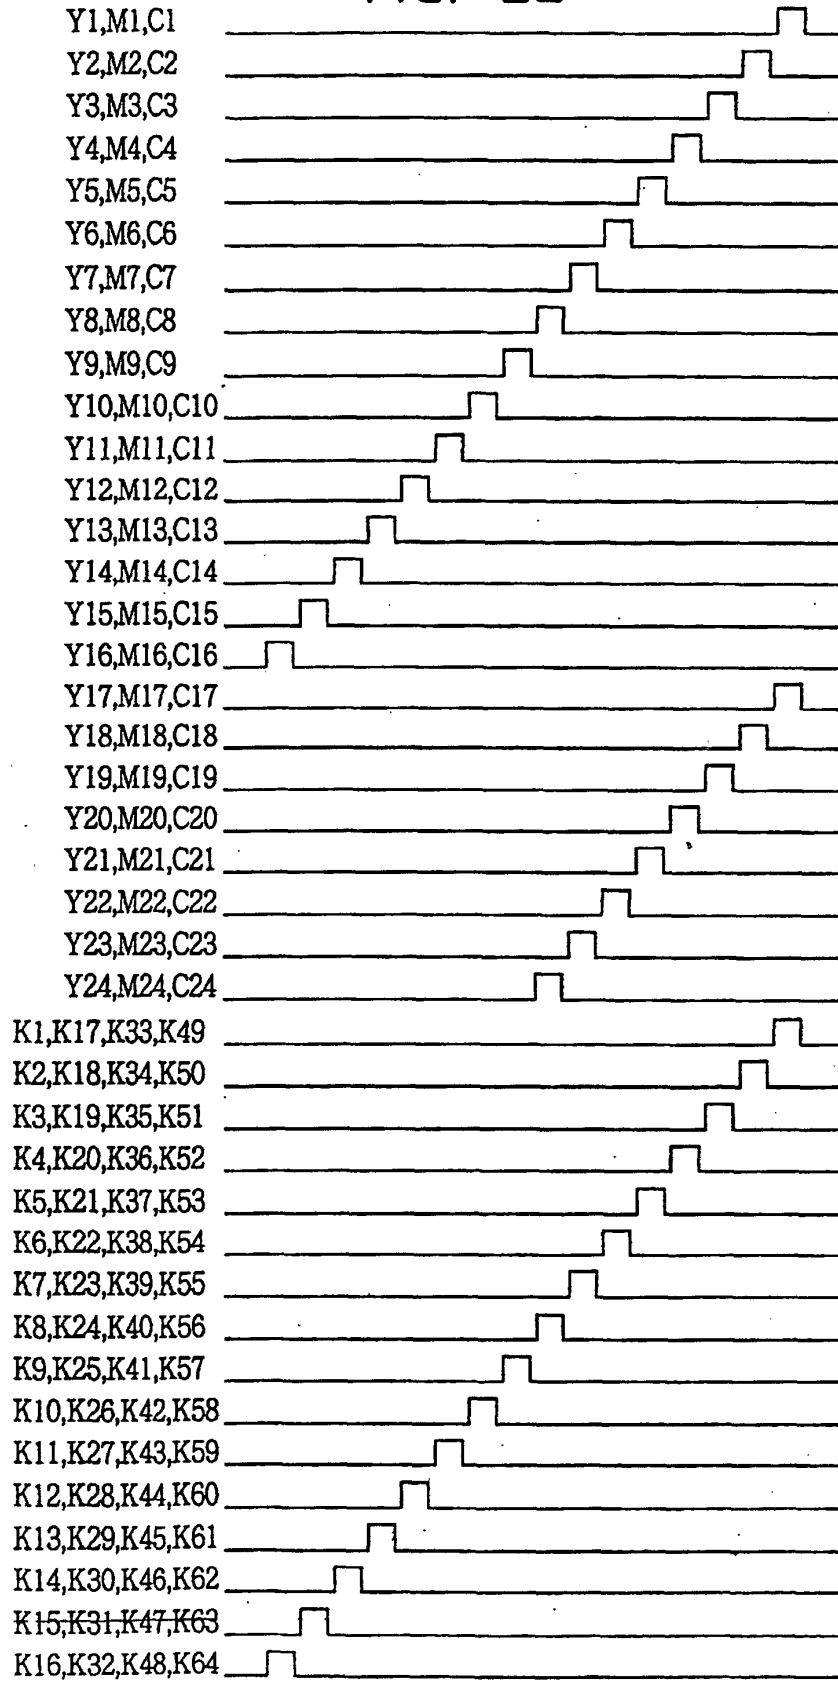 Y1,M1,C1
Y2,M2,C2
Y3,M3,C3
Y4,M4,C4
Y5,M5,C5
Y6,M6,C6
Y7,M7,C7
Y8,M8,C8
Y9,M9,C9
Y10,M10,C10
Y11,M11,C11
Y12,M12,C12
Y13,M13,C13
Y14,M14,C14
Y15,M15,C15
Y16,M16,C16
Y17,M17,C17
Y18,M18,C18
Y19,M19,C19
Y20,M20,C20
Y21,M21,C21
Y22,M22,C22
Y23,M23,C23
Y24,M24,C24
K1,K17,K33,K49
K2,K18,K34,K50
K3,K19,K35,K51
K4,K20,K36,K52
K5,K21,K37,K53
K6,K22,K38,K54
K7,K23,K39,K55
K8,K24,K40,K56
K9,K25,K41,K57
K10,K26,K42,K58
K11,K27,K43,K59
K12,K28,K44,K60
K13,K29,K45,K61
K14,K30,K46,K62
K15,K31,K47,K63
K16,K32,K48,K64